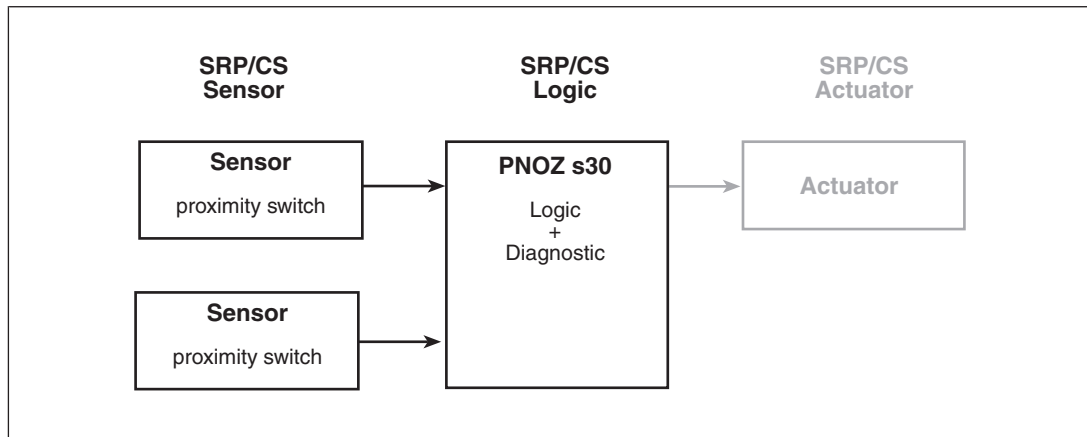 SRP/CS
Sensor
SRP/CS
Logic
SRP/CS
Actuator
Sensor
proximity switch
PNOZ s30
Logic
+
Diagnostic
Actuator
Sensor
proximity switch